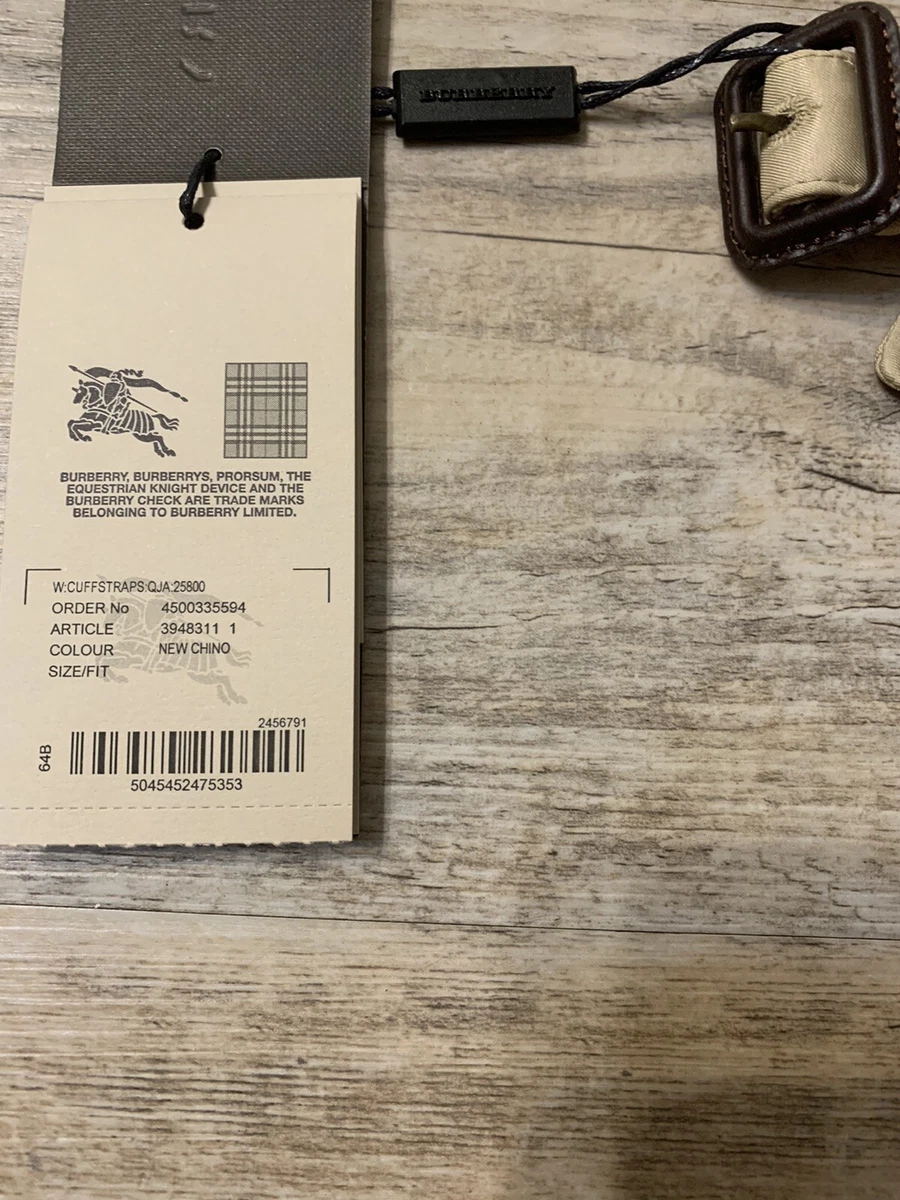 BURBERRY
BURBERRY, BURBERRYS, PRORSUM, THE
EQUESTRIAN KNIGHT DEVICE AND THE
BURBERRY CHECK ARE TRADE MARKS
BELONGING TO BURBERRY LIMITED.
W:CUFFSTRAPS:QJA:25800
ORDER No 4500335594
ARTICLE 3948311 1
COLOUR NEW CHINO
SIZE/FIT
2456791
64B
5045452475353